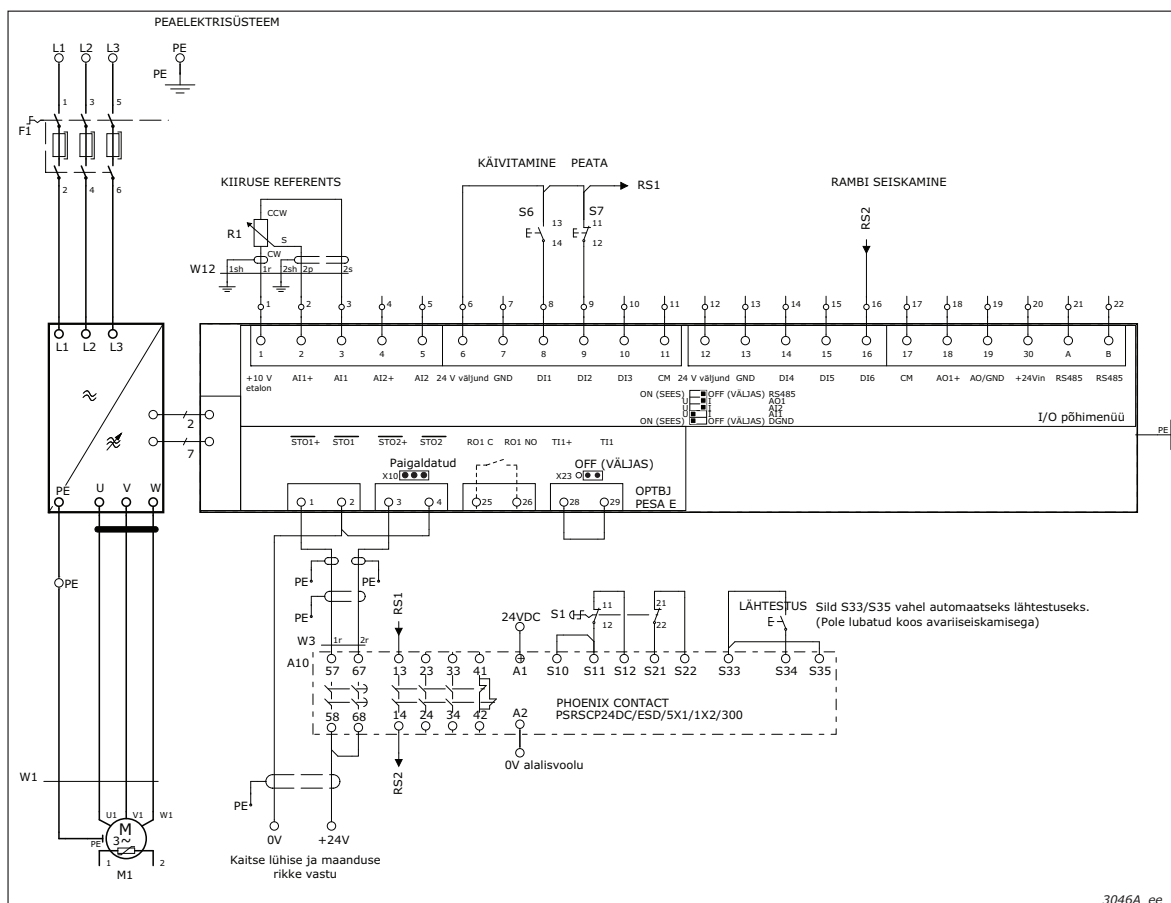 PEAELEKTRISÜSTEEM
L1 L2 L3 PE
PE
1 3 5
F1
2 4 6
KIIRUSE REFERENTS
KÄIVITAMINE PEATA
RAMBI SEISKAMINE
RS1
RS2
CCW
R1
S
CW
S6 S7
13 11
14 12
W12 1sh 1r 2sh 2p 2s
1 2 3 4 5 6 7 8 9 10 11 12 13 14 15 16 17 18 19 20 21 22
L1 L2 L3
1 2 3 4 5 6 7 8 9 10 11 12 13 14 15 16 17 18 19 30 A B
+10 V etalon AI1+ AI1 AI2+ AI2 24 V väljund GND DI1 DI2 DI3 CM 24 V väljund GND DI4 DI5 DI6 CM AO1+ AO/GND +24Vin RS485 RS485
ON (SEES) OFF (VÄLJAS) RS485
U I AO1
U I AI2
U I AI1
ON (SEES) OFF (VÄLJAS) DGND
I/O põhimenüü
2
7
PE
STO1+ STO1 STO2+ STO2 RO1 C RO1 NO TI1+ TI1
Paigaldatud OFF (VÄLJAS)
X10 X23
OPTBJ
PESA E
PE U V W
1 2 3 4 25 26 28 29
PE
PE PE
PE
RS1
24VDC
S1
11 21
12 22
LÄHTESTUS
Sild S33/S35 vahel automaatseks lähtestuseks.
(Pole lubatud koos avariiseiskamisega)
W3 1r 2r
A10
57 67 13 23 33 41 A1 S10 S11 S12 S21 S22 S33 S34 S35
PHOENIX CONTACT
PSRSCP24DC/ESD/5X1/1X2/300
58 68 14 24 34 42 A2
RS2
0V alalisvoolu
W1
PE
U1 V1 W1
0V +24V
M
3~
PE
1 2
M1
Kaitse lühise ja maanduse
rikke vastu
3046A_ee